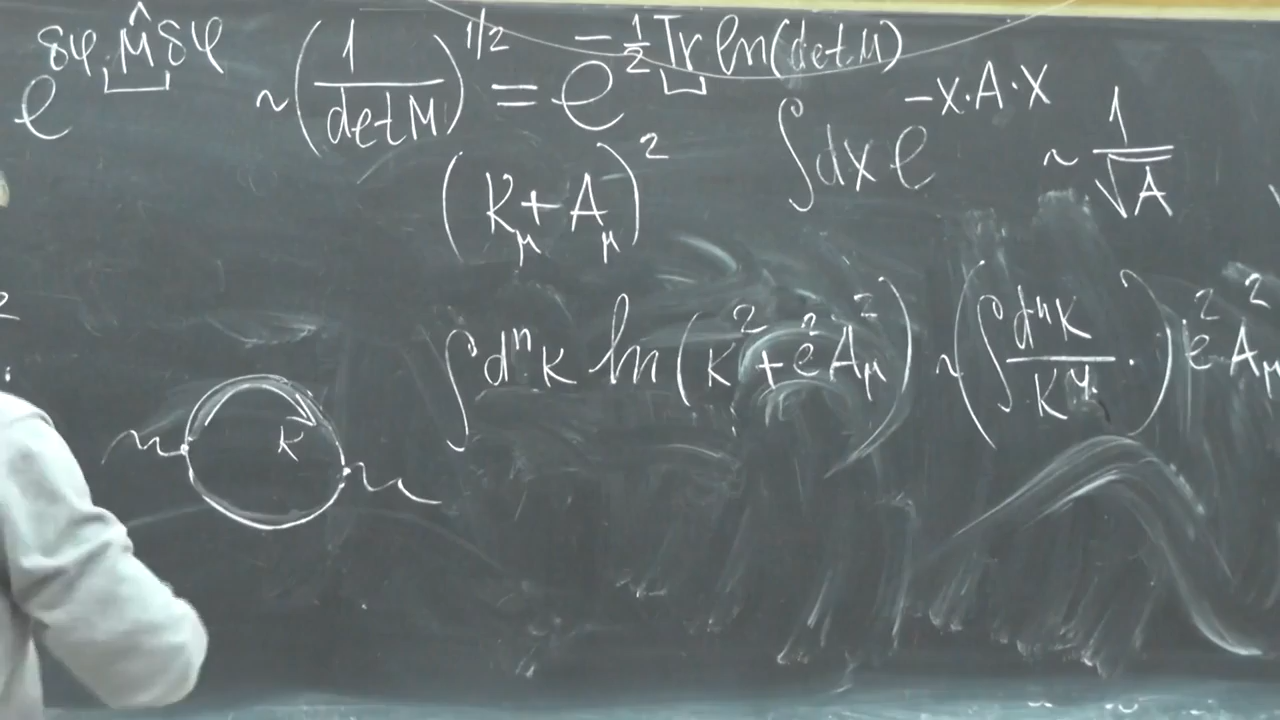 e^{δφ·M̂δφ} ~ (1/detM)^{1/2} = e^{-1/2 Tr ln(det M)}
∫dx e^{-x·A·x} ~ 1/√A
(K_μ + A_μ)^2
∫d^n K ln(K^2 + e^2 A_μ^2) ~ (∫ d^n K / K^4 ·) e^2 A_μ^2
K